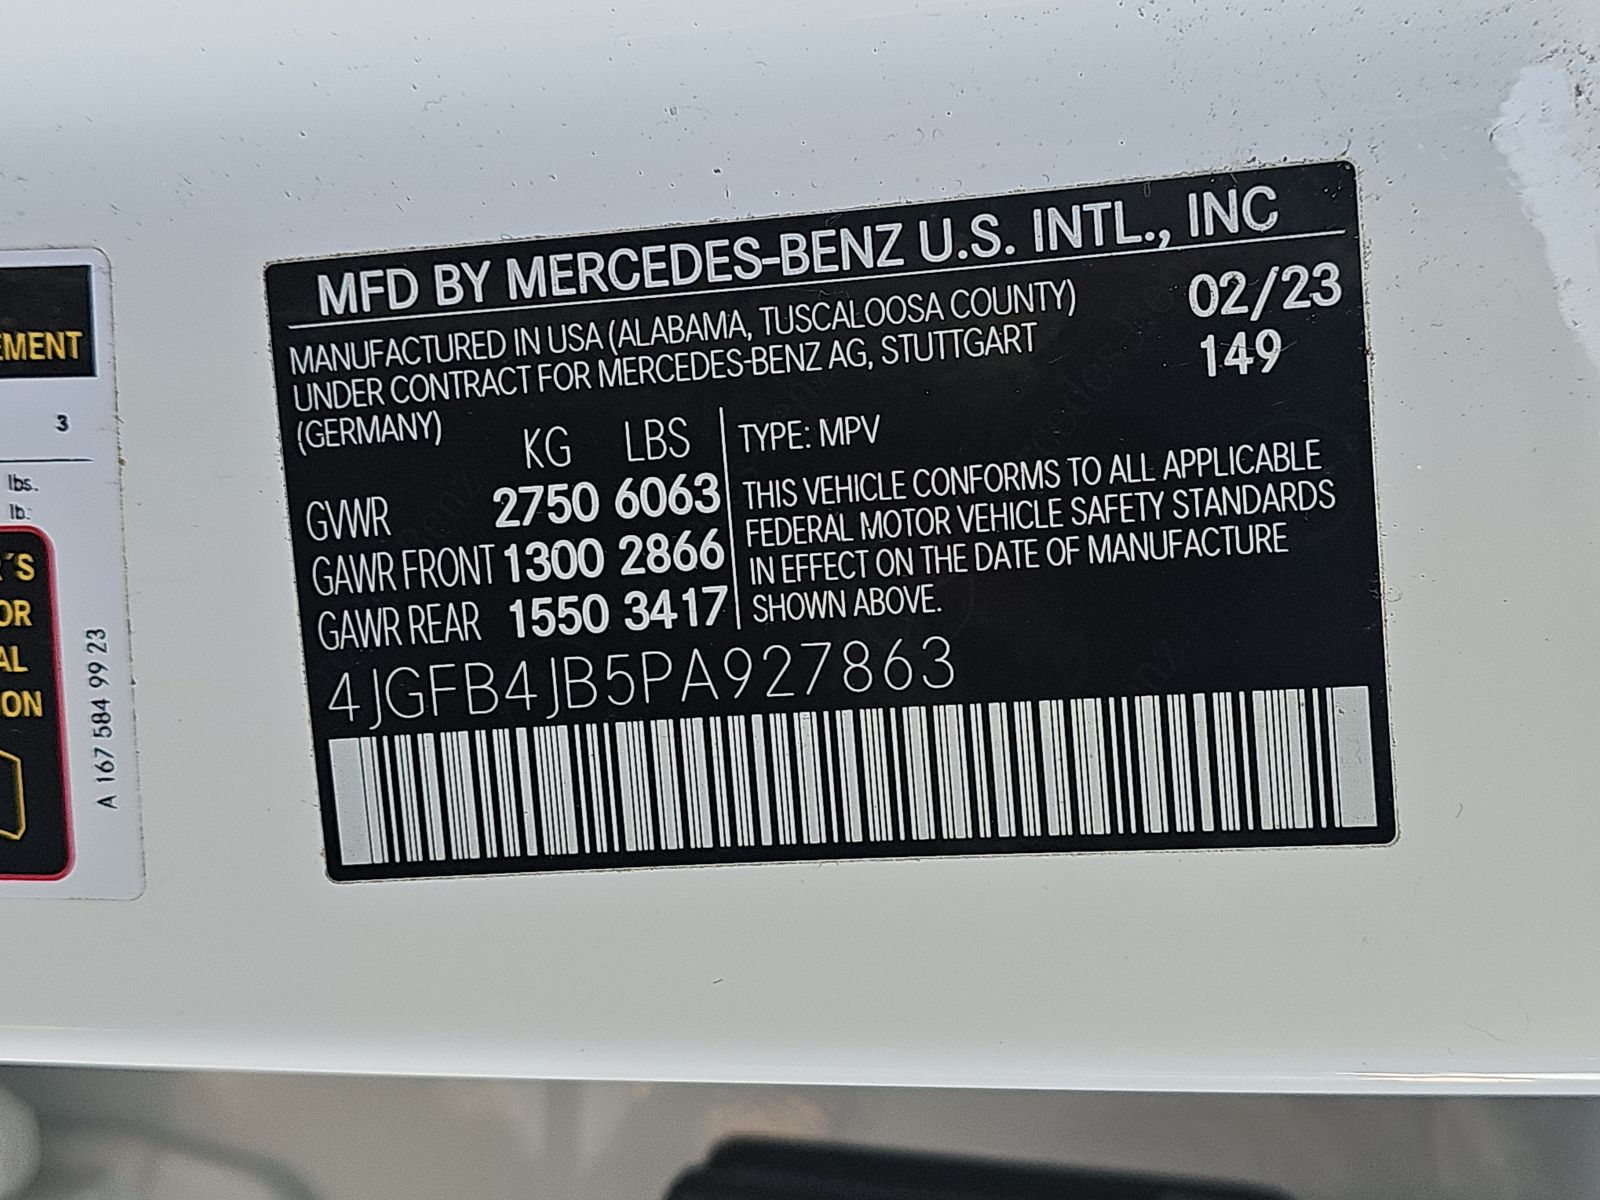 MFD BY MERCEDES-BENZ U.S. INTL., INC
MANUFACTURED IN USA (ALABAMA, TUSCALOOSA COUNTY) 02/23
UNDER CONTRACT FOR MERCEDES-BENZ AG, STUTTGART 149
(GERMANY)
KG LBS
GVWR 2750 6063
GAWR FRONT 1300 2866
GAWR REAR 1550 3417
TYPE: MPV
THIS VEHICLE CONFORMS TO ALL APPLICABLE
FEDERAL MOTOR VEHICLE SAFETY STANDARDS
IN EFFECT ON THE DATE OF MANUFACTURE
SHOWN ABOVE.
4JGFB4JB5PA927863
EMENT
3
lbs.
lb.
R'S
OR
AL
ION
A 167 584 99 23